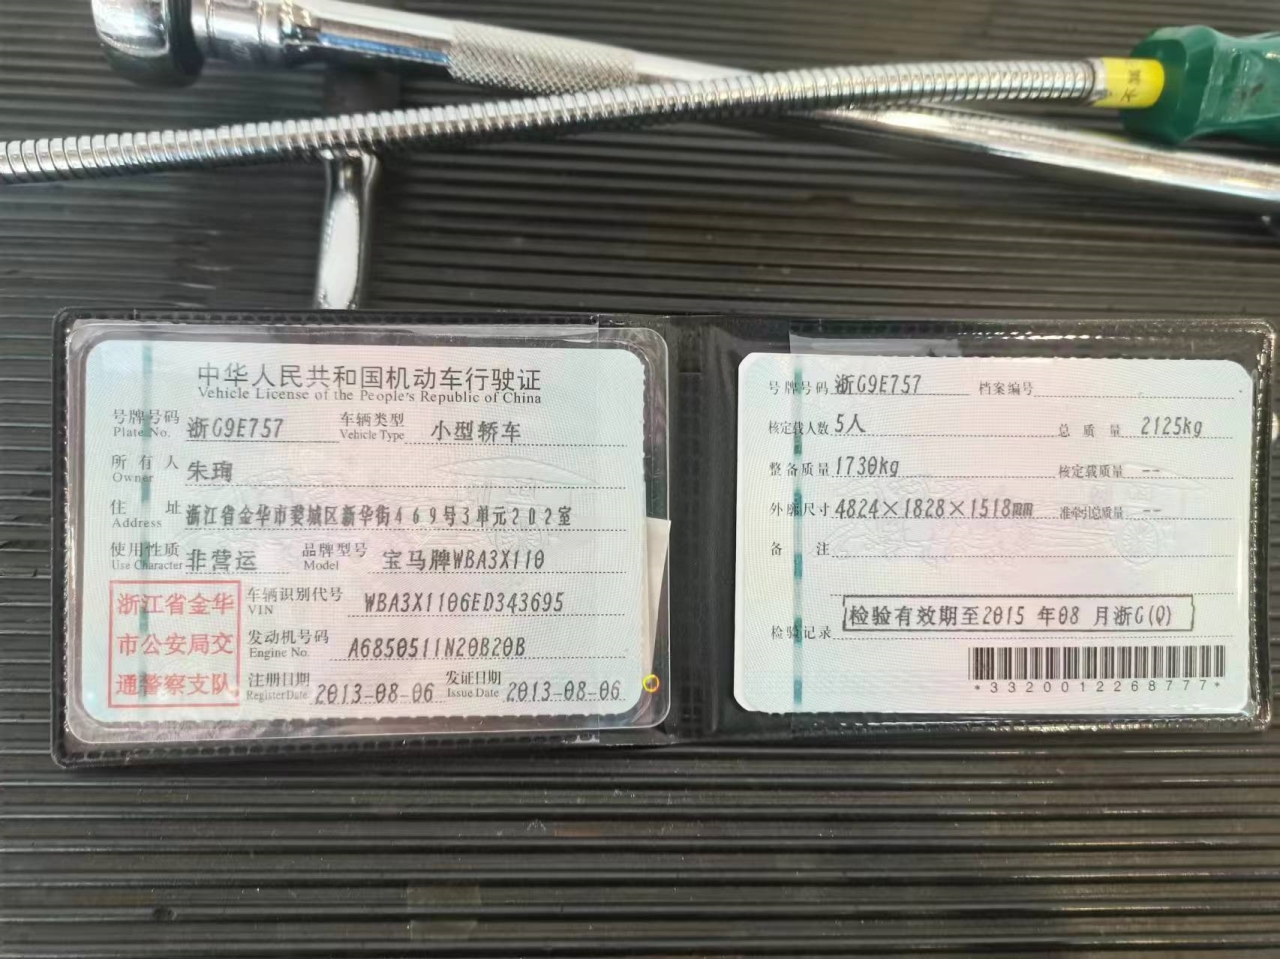 不
中华人民共和国机动车行驶证
Vehicle License of the People's Republic of China
号牌号码 浙G9E757 车辆类型 小型轿车
Plate No. Vehicle Type
所有人 朱珣
Owner
住址 浙江省金华市婺城区新华街469号3单元202室
Address
使用性质 非营运 品牌型号 宝马牌WBA3X110
Use Character Model
浙江省金华
市公安局交
通警察支队
车辆识别代号 WBA3X1106ED343695
VIN
发动机号码 A6850511N20B20B
Engine No.
注册日期 2013-08-06 发证日期 2013-08-06
Register Date Issue Date
号牌号码 浙G9E757 档案编号
核定载人数 5人 总质量 2125kg
整备质量 1730kg 核定载质量 --
外廓尺寸 4824×1828×1518mm 准牵引总质量 --
备注
检验记录 检验有效期至2015年08月浙G(Q)
*3320012268777*